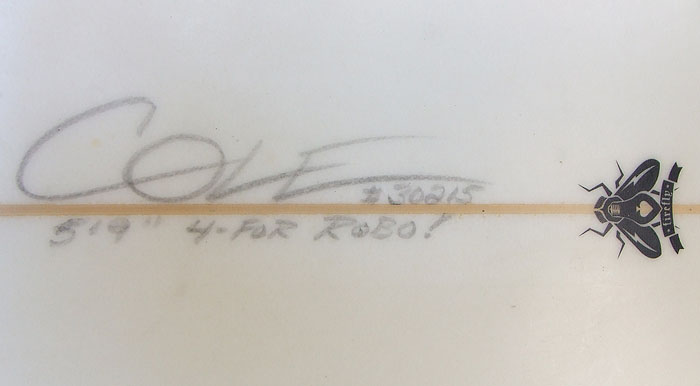 COLE
#30215
5'9" 4-FOR ROBO!
firefly